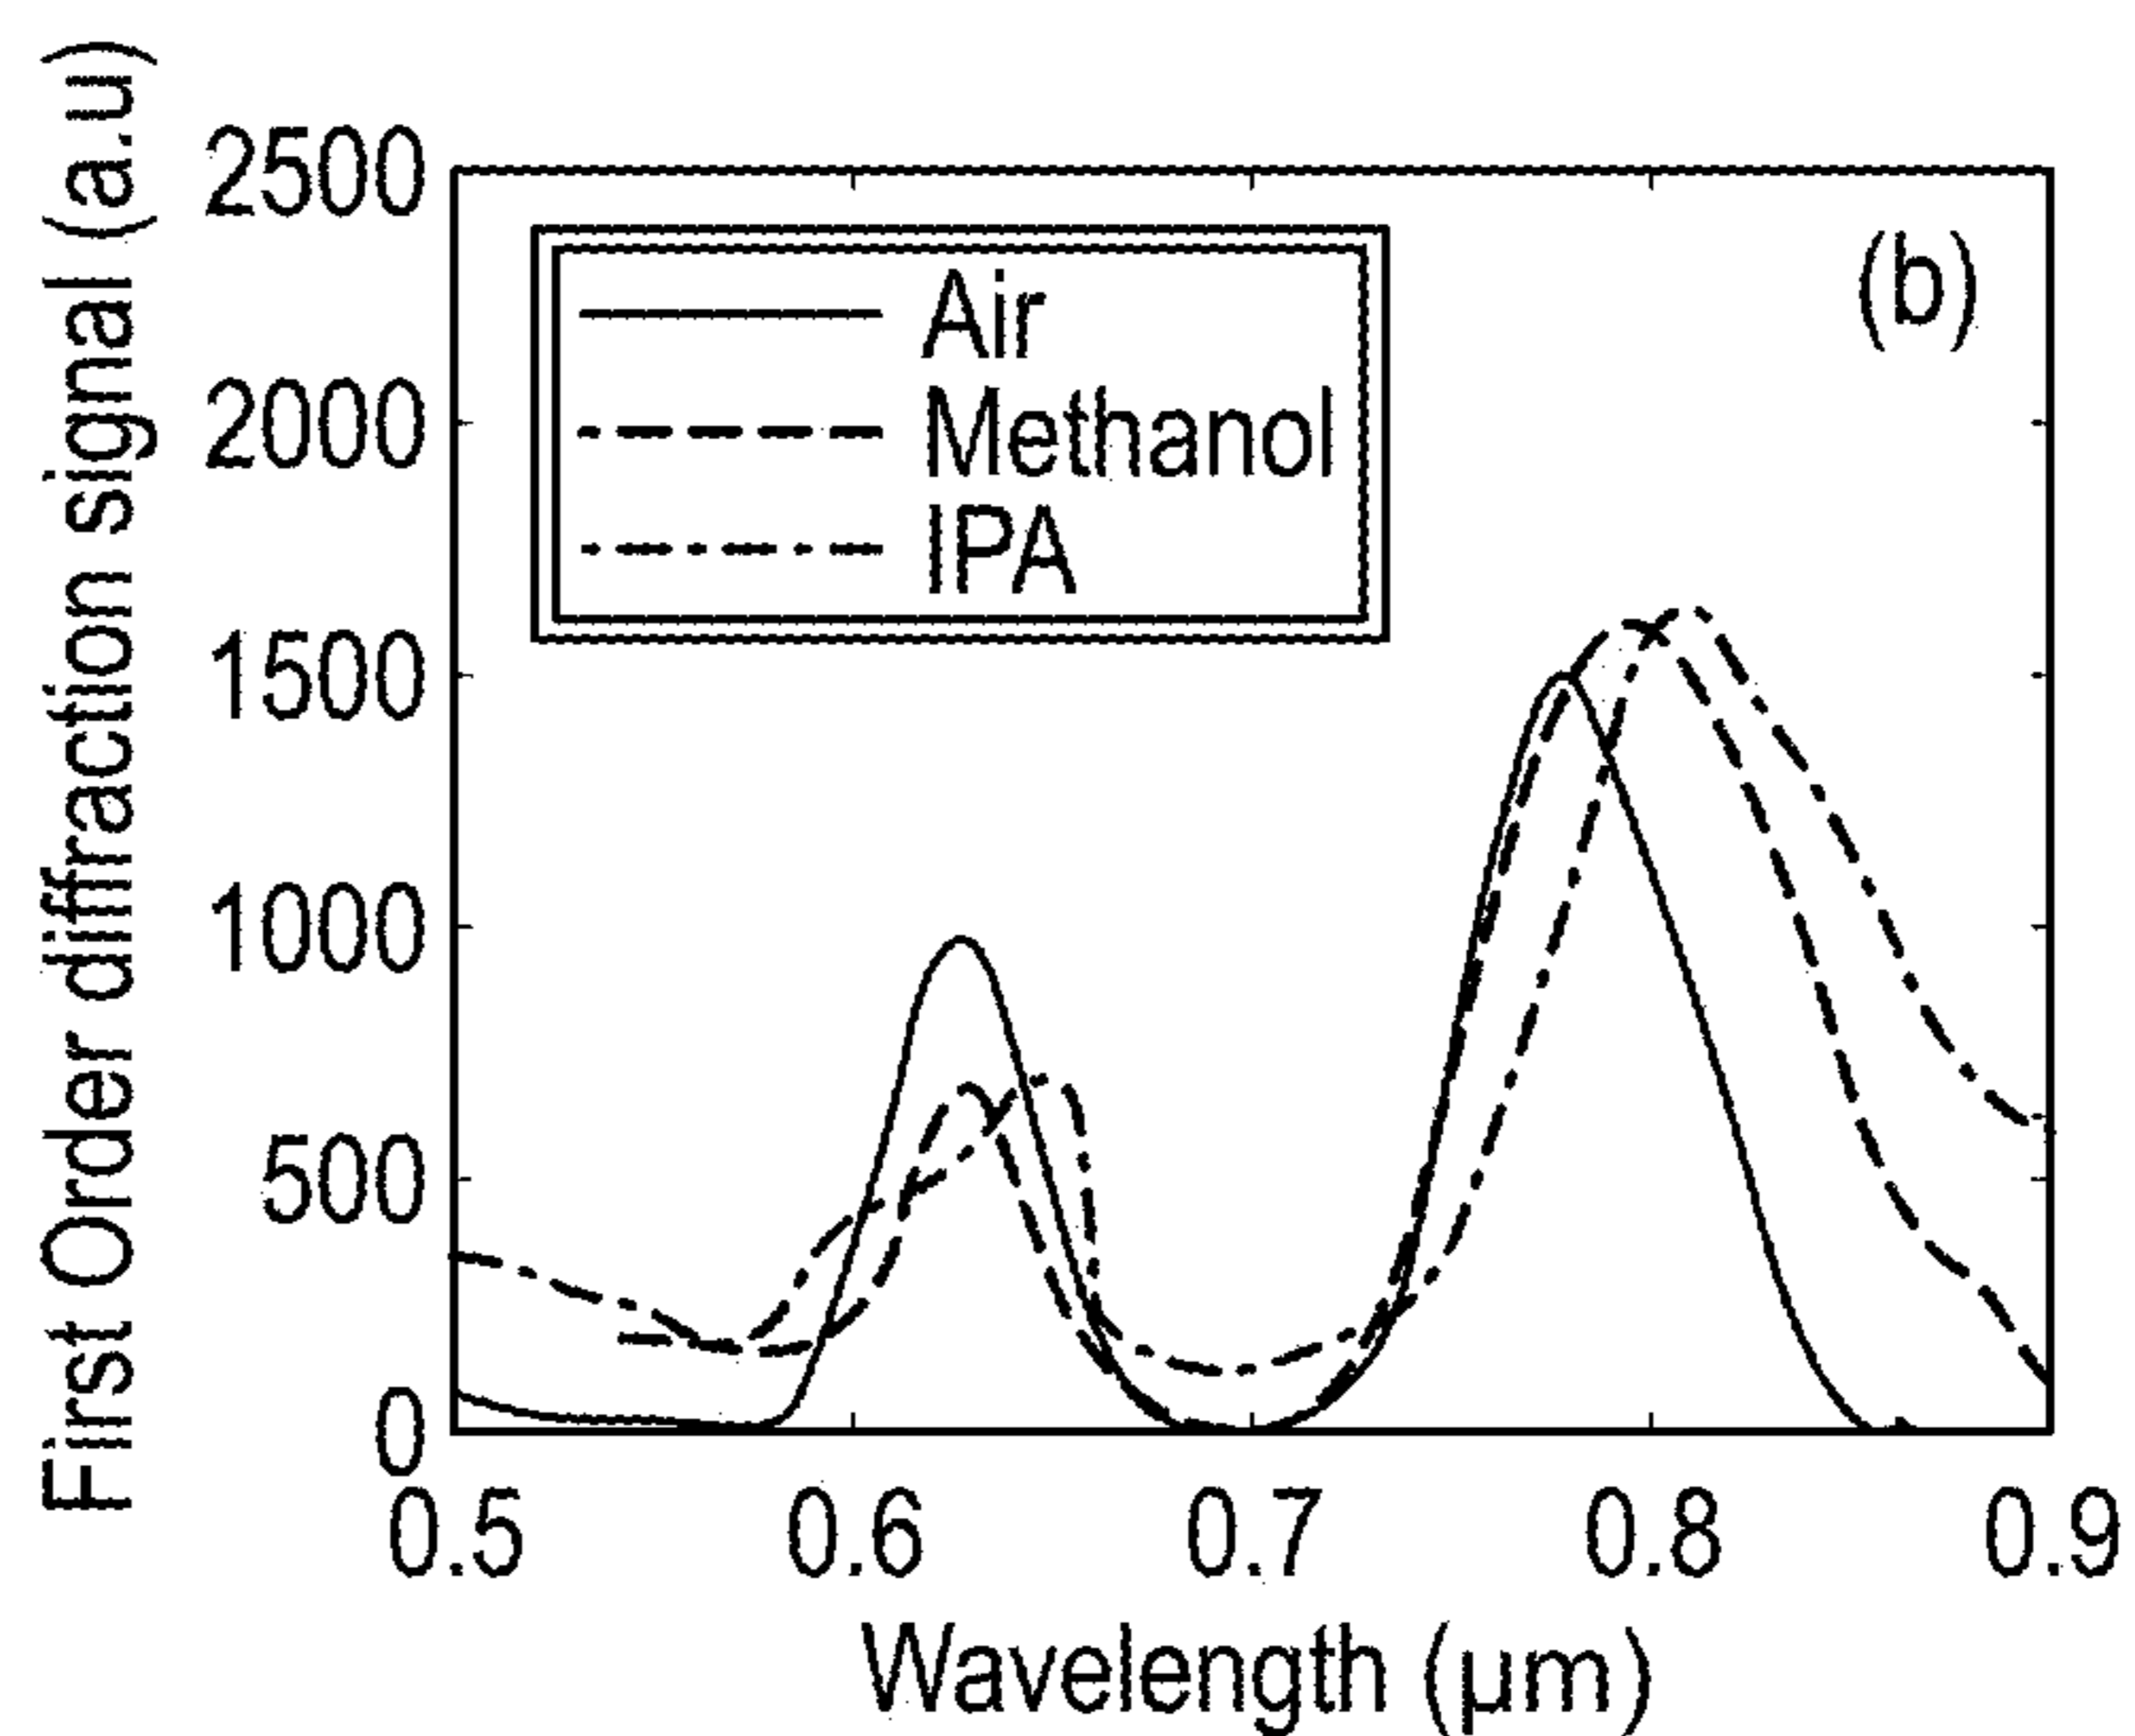 First Order diffraction signal (a.u)
2500
2000
1500
1000
500
0
Air
Methanol
IPA
(b)
0.5 0.6 0.7 0.8 0.9
Wavelength (µm)